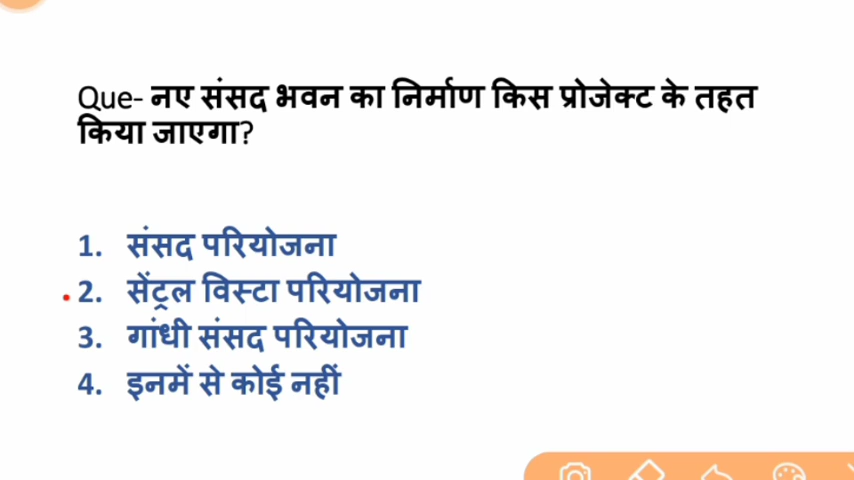 Que- नए संसद भवन का निर्माण किस प्रोजेक्ट के तहत
किया जाएगा?
1. संसद परियोजना
2. सेंट्रल विस्टा परियोजना
3. गांधी संसद परियोजना
4. इनमें से कोई नहीं